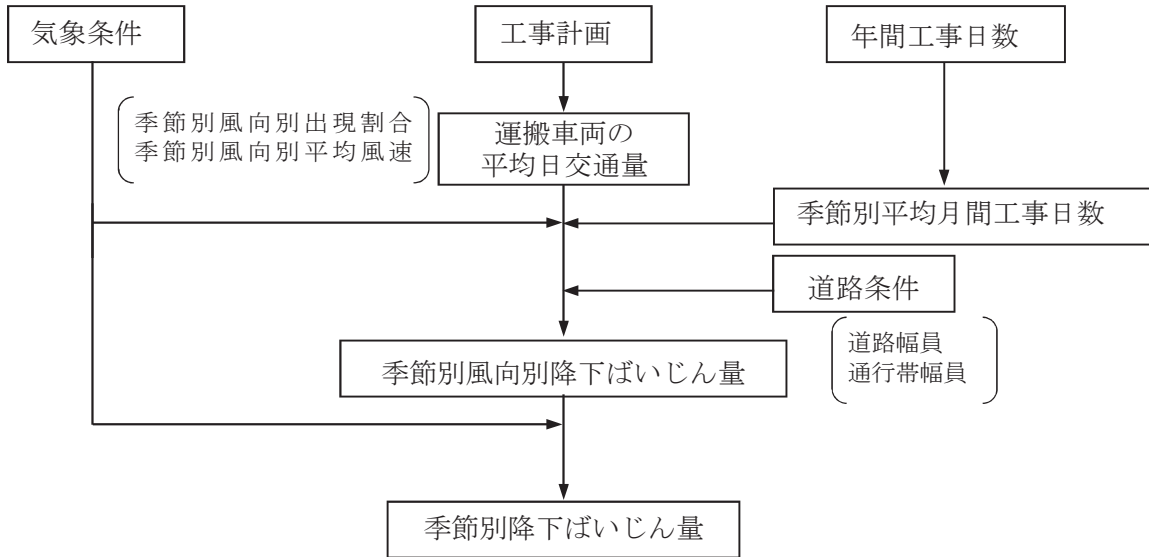 気象条件
工事計画
年間工事日数
季節別風向別出現割合
季節別風向別平均風速
運搬車両の
平均日交通量
季節別平均月間工事日数
道路条件
道路幅員
通行帯幅員
季節別風向別降下ばいじん量
季節別降下ばいじん量